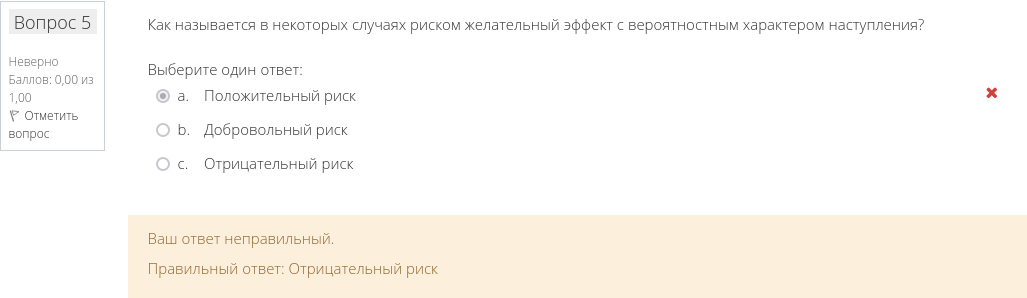 Вопрос 5
Неверно
Баллов: 0,00 из
1,00
Отметить
вопрос
Как называется в некоторых случаях риском желательный эффект с вероятностным характером наступления?
Выберите один ответ:
a. Положительный риск
b. Добровольный риск
c. Отрицательный риск
Ваш ответ неправильный.
Правильный ответ: Отрицательный риск